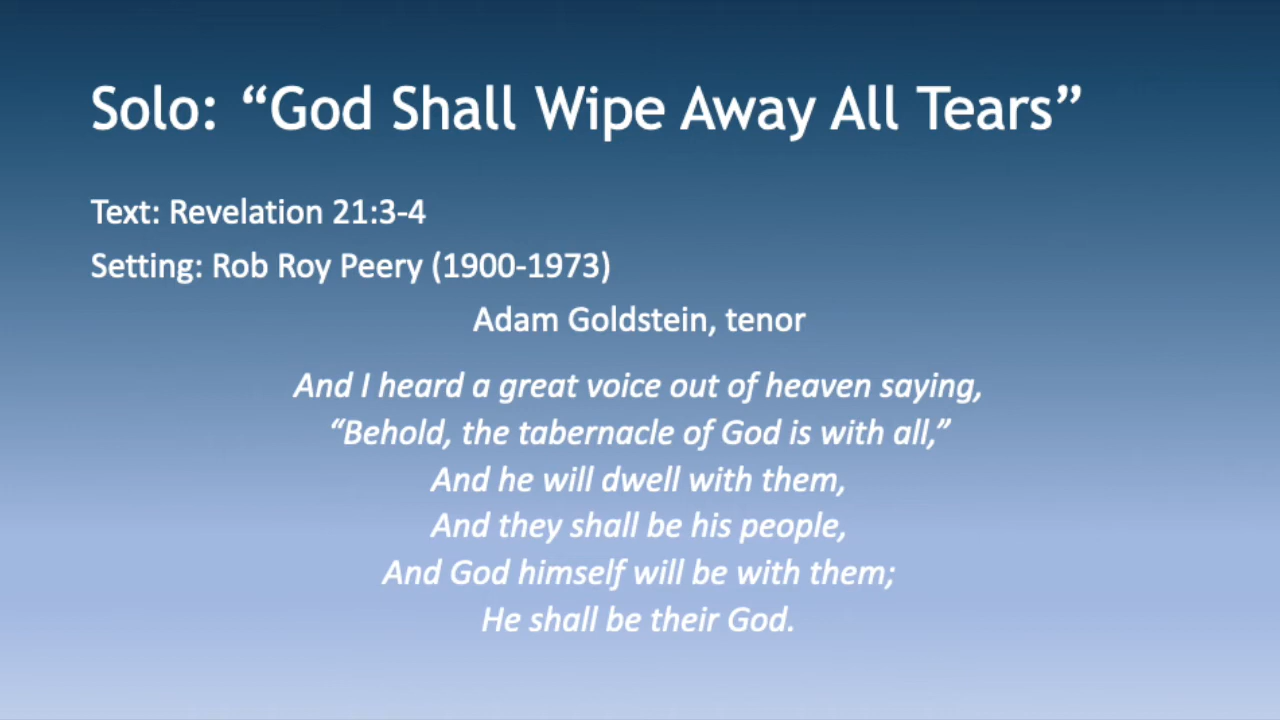 Solo: “God Shall Wipe Away All Tears”
Text: Revelation 21:3-4
Setting: Rob Roy Peery (1900-1973)
Adam Goldstein, tenor
And I heard a great voice out of heaven saying,
“Behold, the tabernacle of God is with all,”
And he will dwell with them,
And they shall be his people,
And God himself will be with them;
He shall be their God.